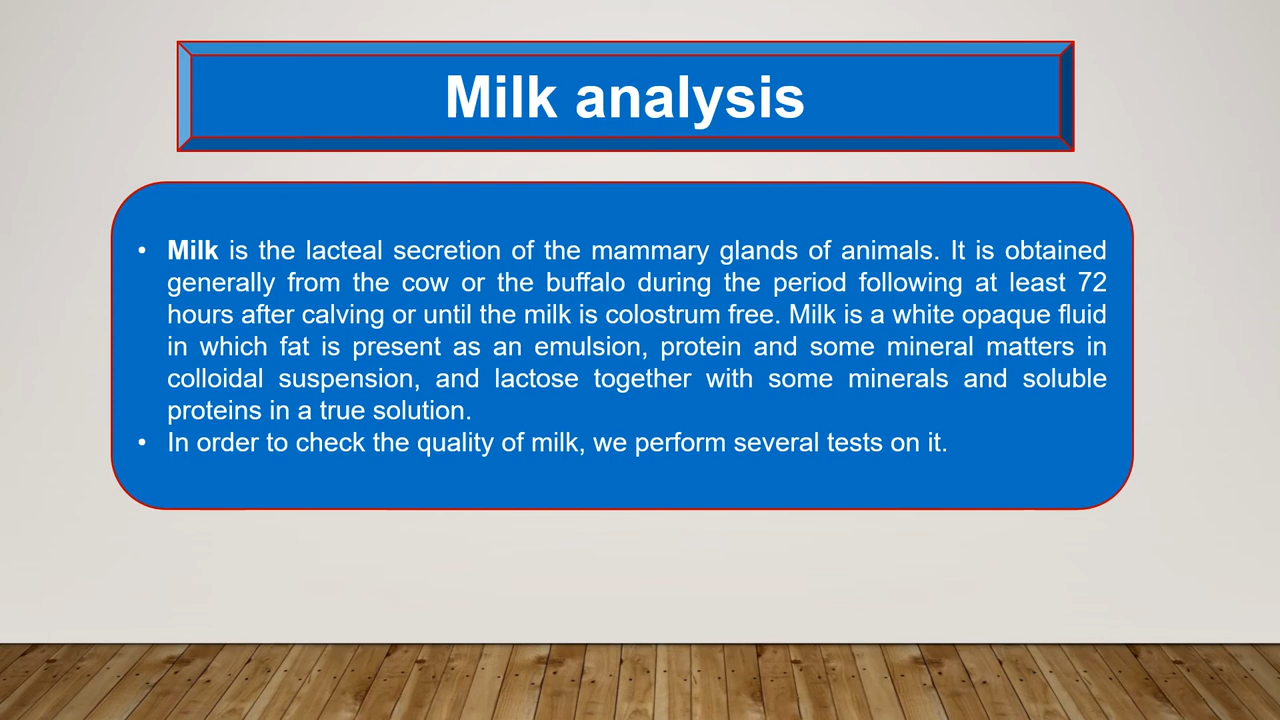 Milk analysis
• Milk is the lacteal secretion of the mammary glands of animals. It is obtained
generally from the cow or the buffalo during the period following at least 72
hours after calving or until the milk is colostrum free. Milk is a white opaque fluid
in which fat is present as an emulsion, protein and some mineral matters in
colloidal suspension, and lactose together with some minerals and soluble
proteins in a true solution.
• In order to check the quality of milk, we perform several tests on it.